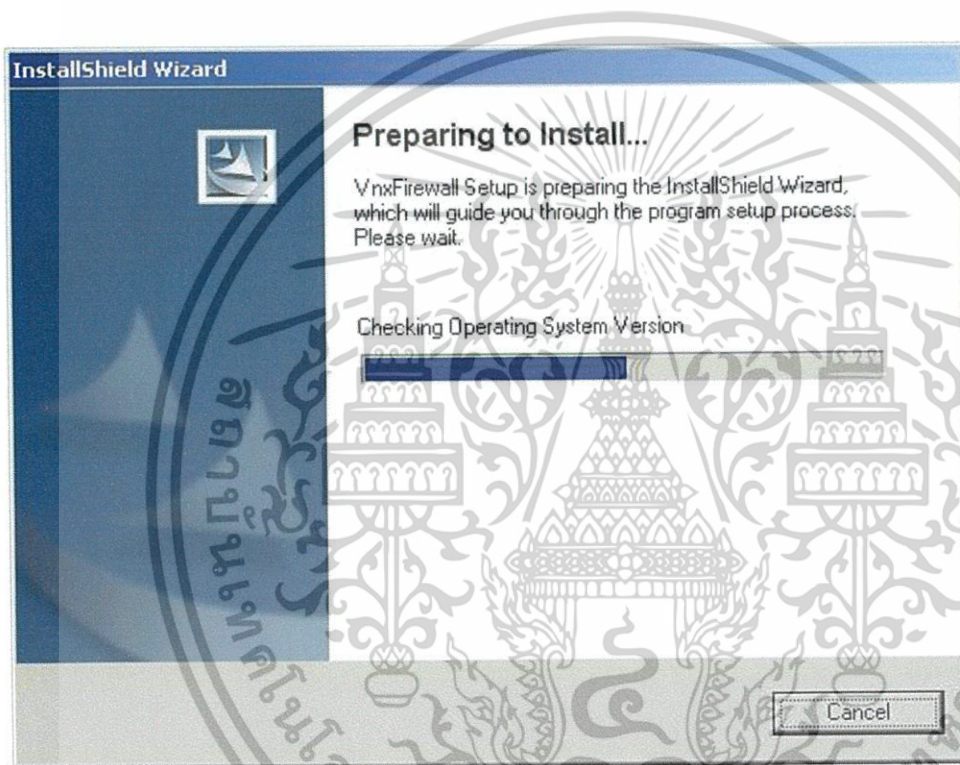 InstallShield Wizard
Preparing to Install...
VnxFirewall Setup is preparing the InstallShield Wizard,
which will guide you through the program setup process.
Please wait.
Checking Operating System Version
Cancel